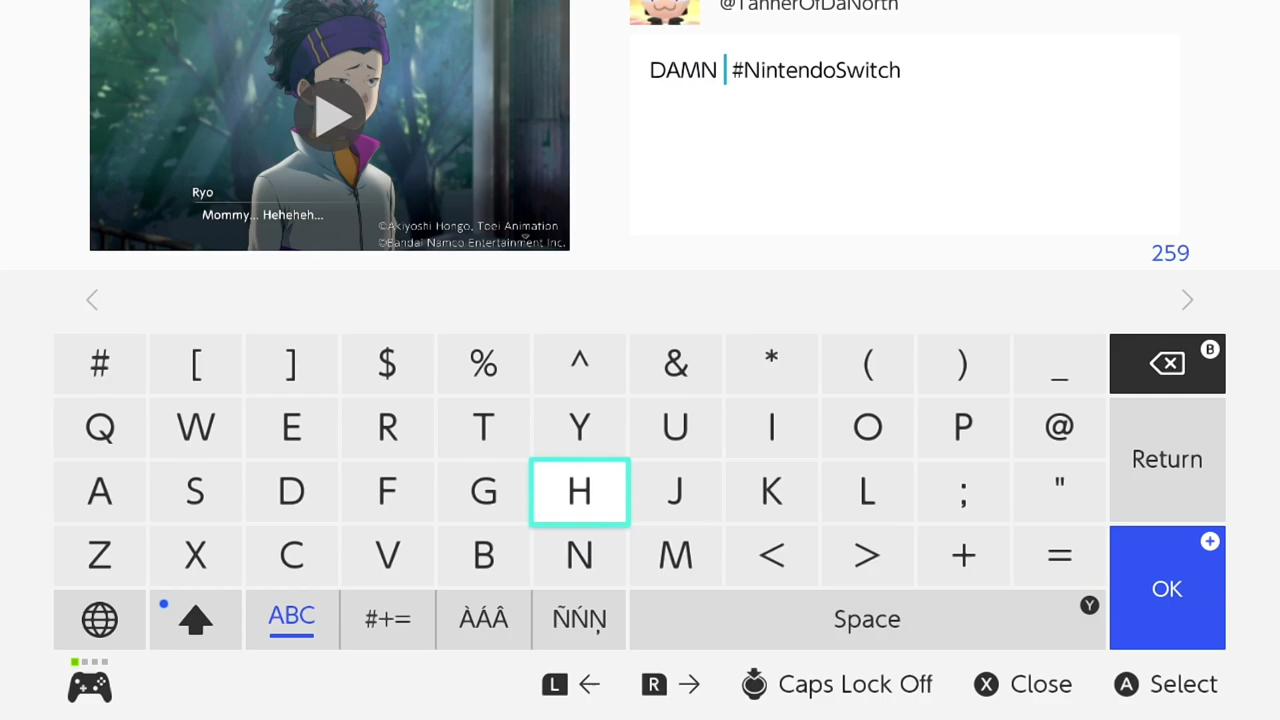 @TannerOfDaNorth
DAMN #NintendoSwitch
259
Ryo
Mommy... Heheheh...
©Akiyoshi Hongo, Toei Animation
©Bandai Namco Entertainment Inc.
# [ ] $ % ^ & * ( ) _ B
Q W E R T Y U I O P @ Return
A S D F G H J K L ; "
Z X C V B N M < > + = + OK
ABC #+= ÀÁÂ ÑŃŅ Space Y
L ← R → Caps Lock Off X Close A Select